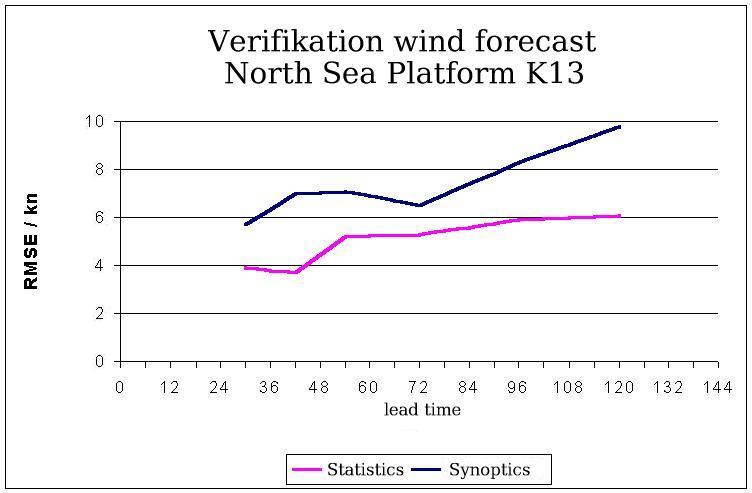 Verifikation wind forecast
North Sea Platform K13
RMSE / kn
10
8
6
4
2
0
0 12 24 36 48 60 72 84 96 108 120 132 144
lead time
Statistics Synoptics